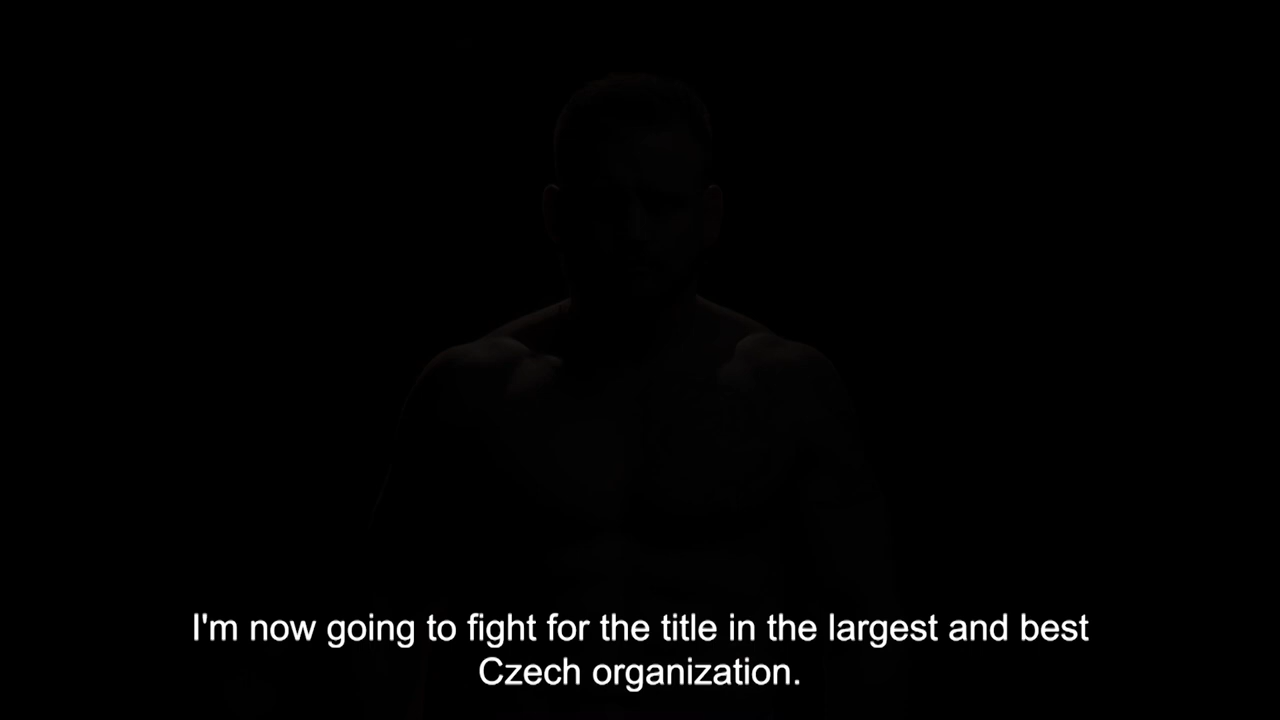 I'm now going to fight for the title in the largest and best
Czech organization.